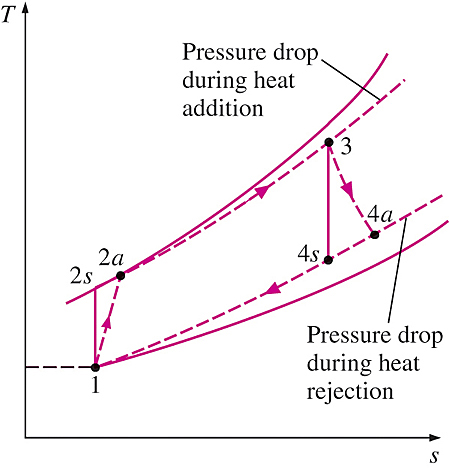 T
Pressure drop
during heat
addition
3
2s
2a
4s
4a
1
Pressure drop
during heat
rejection
s